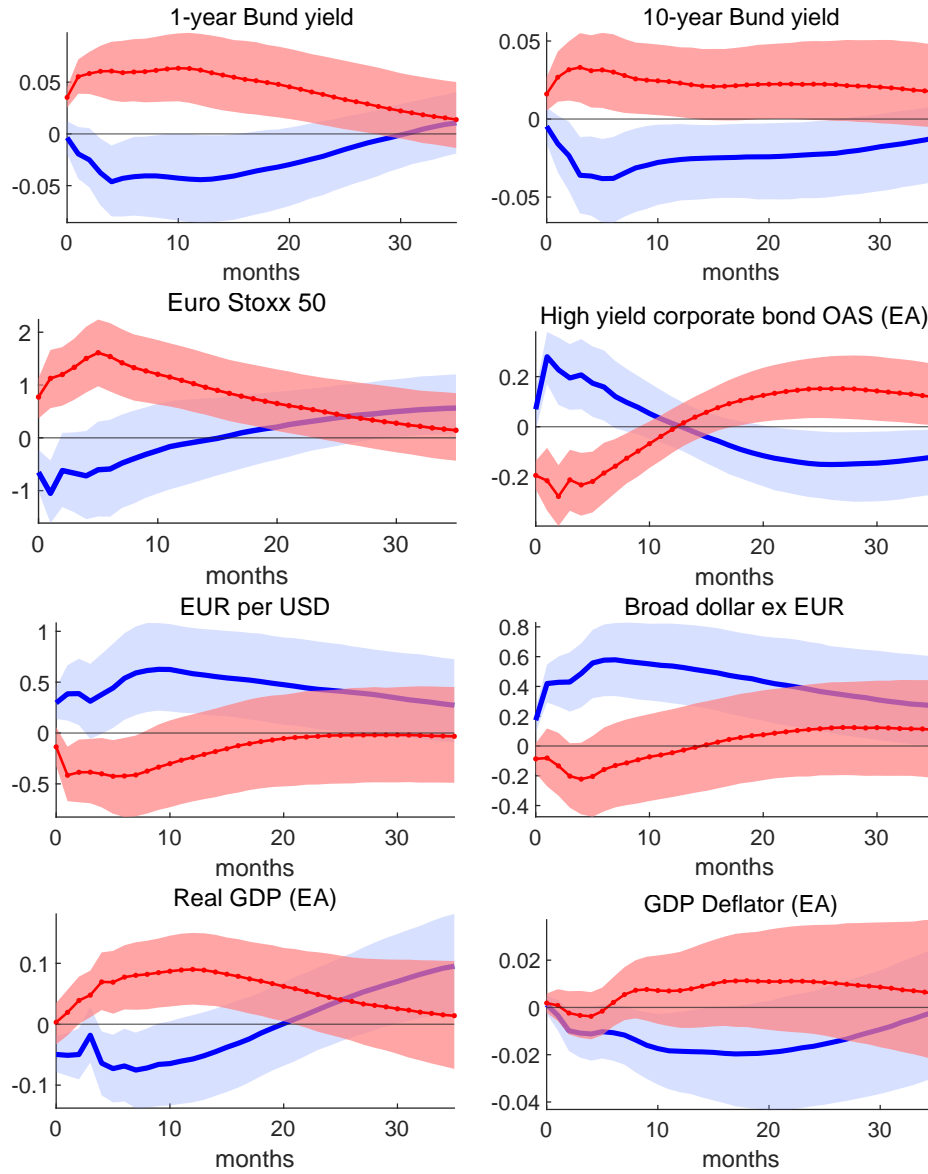 1-year Bund yield
0.05
0
-0.05
0 10 20 30
months
10-year Bund yield
0.05
0
-0.05
0 10 20 30
months
Euro Stoxx 50
2
1
0
-1
0 10 20 30
months
High yield corporate bond OAS (EA)
0.2
0
-0.2
0 10 20 30
months
EUR per USD
1
0.5
0
-0.5
0 10 20 30
months
Broad dollar ex EUR
0.8
0.6
0.4
0.2
0
-0.2
-0.4
0 10 20 30
months
Real GDP (EA)
0.1
0
-0.1
0 10 20 30
months
GDP Deflator (EA)
0.02
0
-0.02
-0.04
0 10 20 30
months